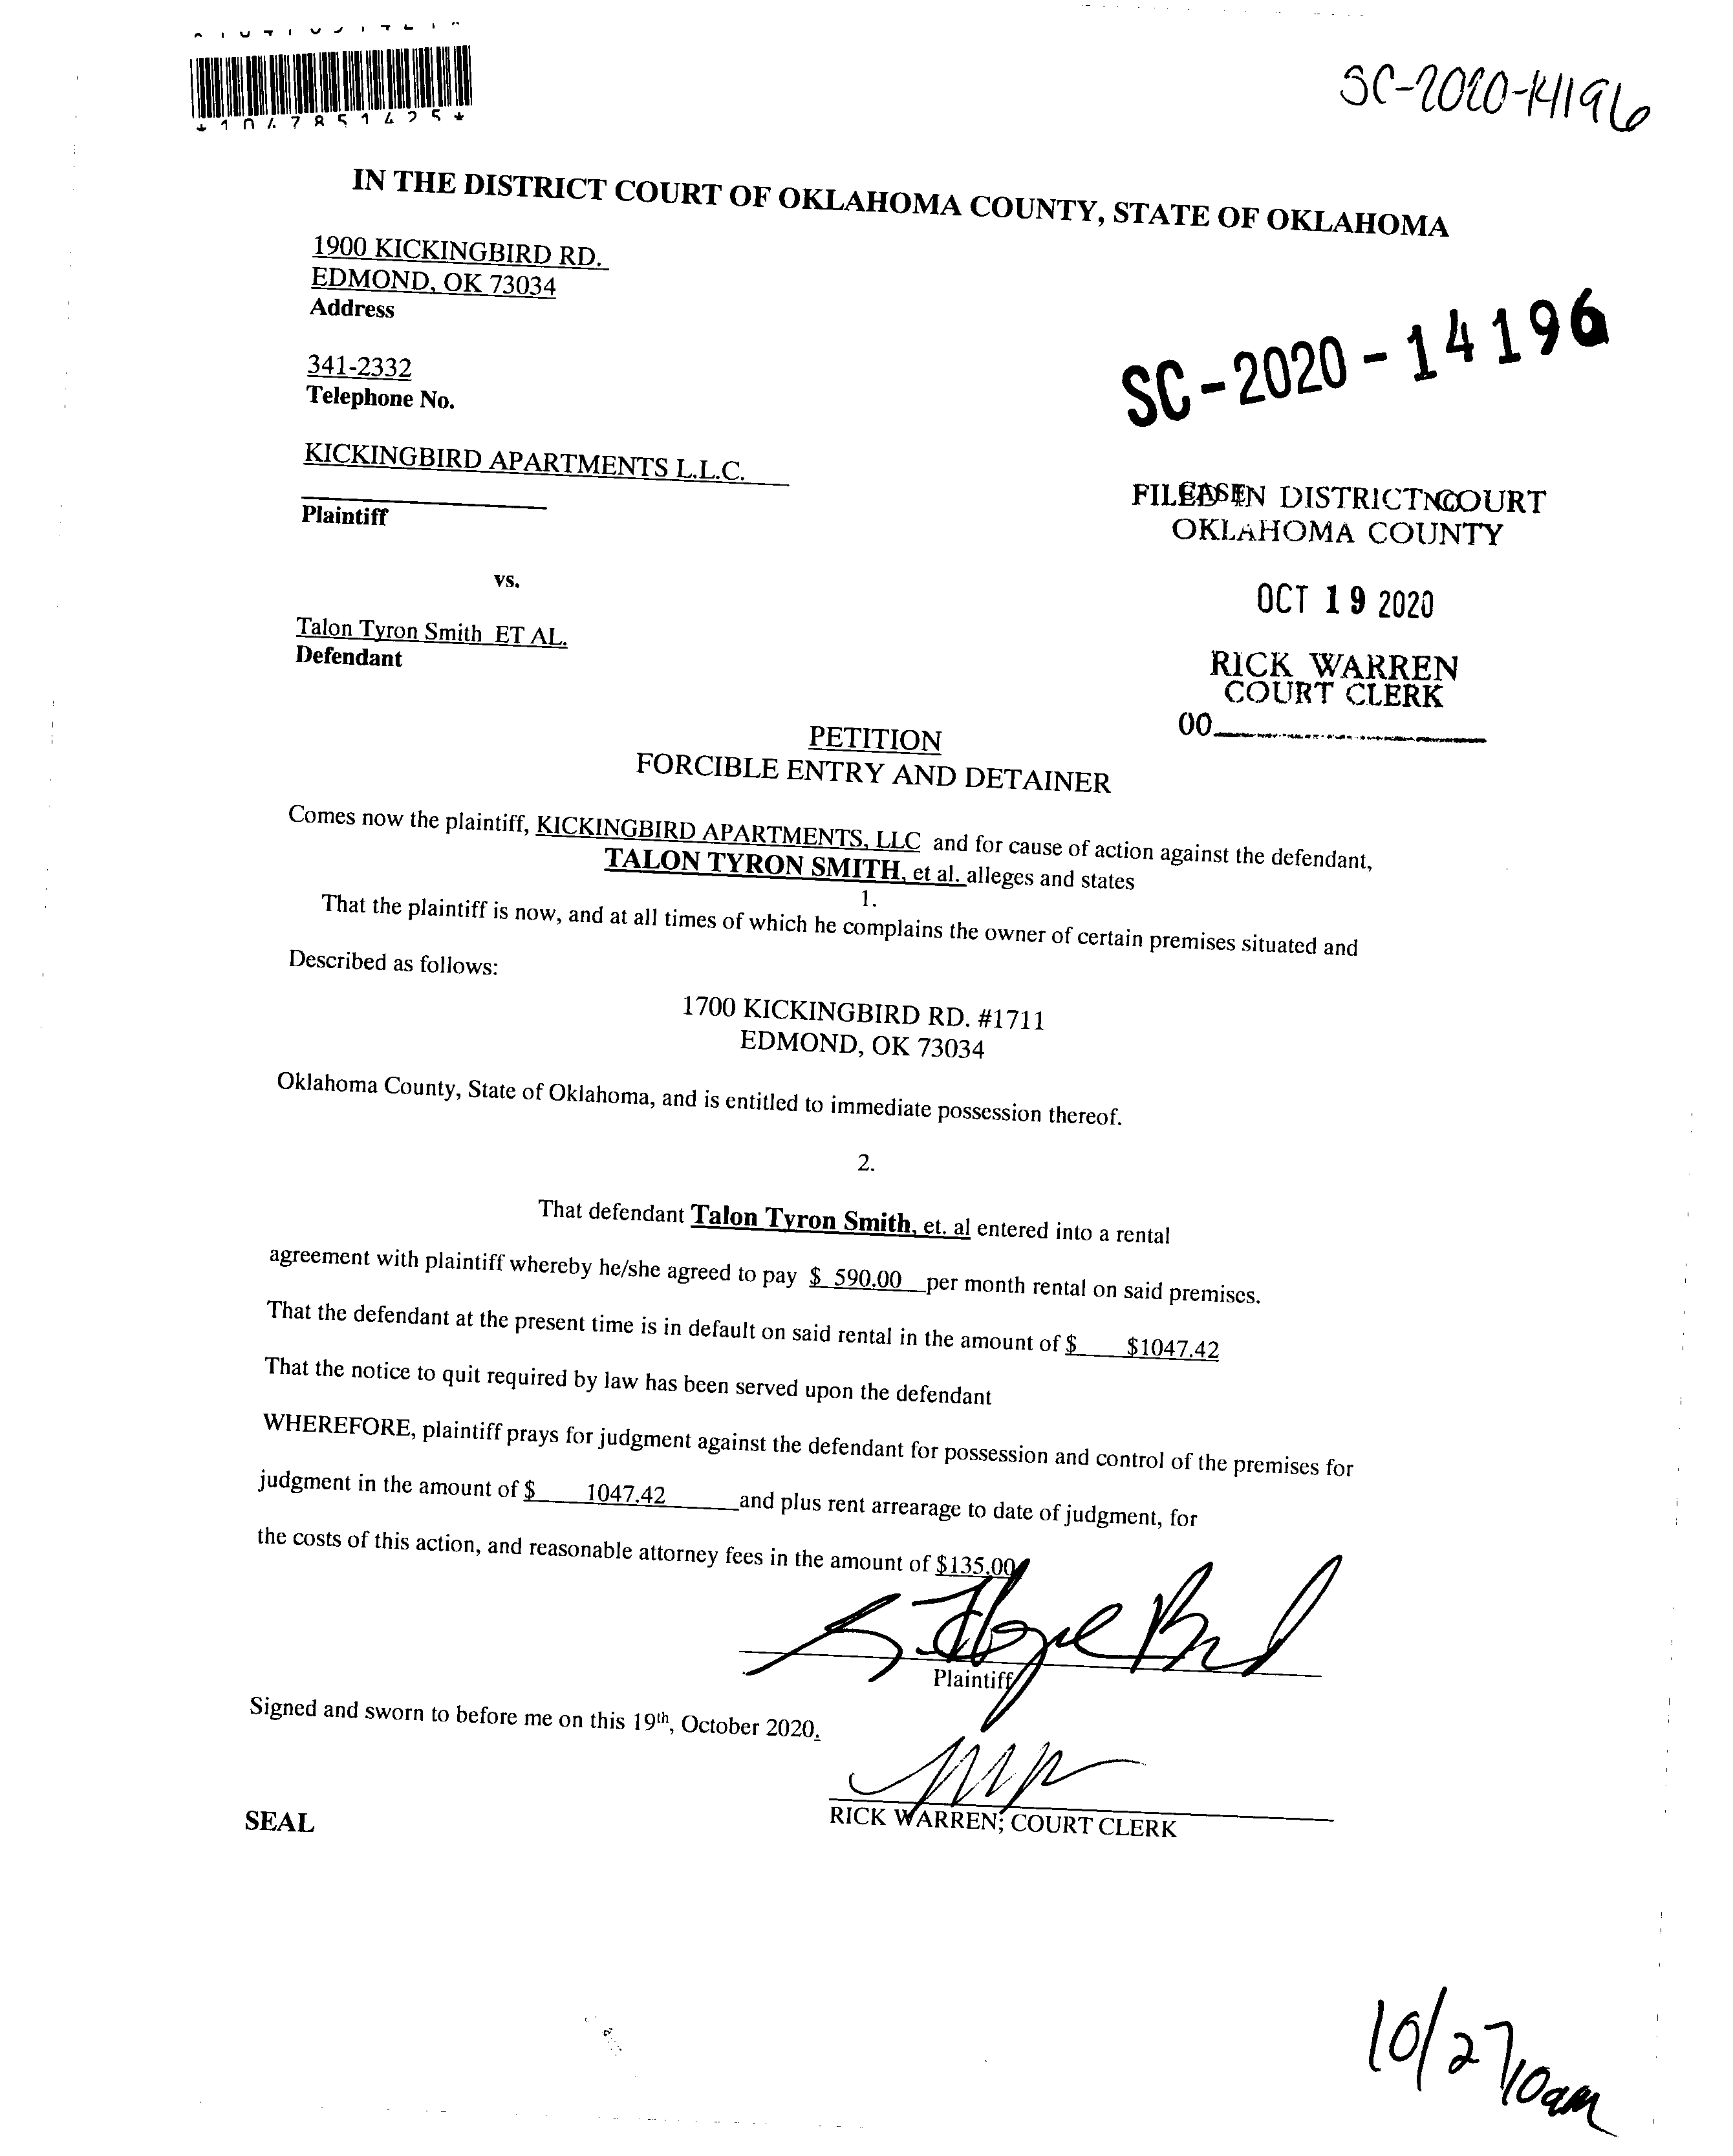 *1047851425*
SC-2020-14196
IN THE DISTRICT COURT OF OKLAHOMA COUNTY, STATE OF OKLAHOMA
1900 KICKINGBIRD RD.
EDMOND, OK 73034
Address
341-2332
Telephone No.
SC-2020-14196
KICKINGBIRD APARTMENTS L.L.C.
Plaintiff
FILED IN DISTRICT COURT
OKLAHOMA COUNTY
vs.
OCT 19 2020
Talon Tyron Smith ET AL.
Defendant
RICK WARREN
COURT CLERK
00
PETITION
FORCIBLE ENTRY AND DETAINER
Comes now the plaintiff, KICKINGBIRD APARTMENTS, LLC and for cause of action against the defendant,
TALON TYRON SMITH, et al. alleges and states
1.
That the plaintiff is now, and at all times of which he complains the owner of certain premises situated and
Described as follows:
1700 KICKINGBIRD RD. #1711
EDMOND, OK 73034
Oklahoma County, State of Oklahoma, and is entitled to immediate possession thereof.
2.
That defendant Talon Tyron Smith, et. al entered into a rental
agreement with plaintiff whereby he/she agreed to pay $ 590.00 per month rental on said premises.
That the defendant at the present time is in default on said rental in the amount of $ $1047.42
That the notice to quit required by law has been served upon the defendant
WHEREFORE, plaintiff prays for judgment against the defendant for possession and control of the premises for
judgment in the amount of $ 1047.42 and plus rent arrearage to date of judgment, for
the costs of this action, and reasonable attorney fees in the amount of $135.00
Plaintiff
Signed and sworn to before me on this 19th, October 2020.
RICK WARREN; COURT CLERK
SEAL
10/27 10am